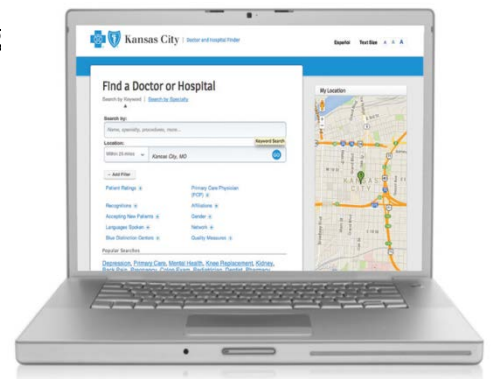 Kansas City | Doctor and Hospital Finder
Español Text Size A A A
Find a Doctor or Hospital
Search by Keyword | Search by Specialty
Search by:
Name, specialty, procedures, more...
Location:
Keyword Search
Within 25 miles Kansas City, MO GO
Add Filter
Patient Ratings
Primary Care Physician (PCP)
Recognitions
Affiliations
Accepting New Patients
Gender
Languages Spoken
Network
Blue Distinction Centers
Quality Measures
Popular Searches
Depression, Primary Care, Mental Health, Knee Replacement, Kidney,
Back Pain, Pregnancy, Colon Exam, Pediatrician, Dentist, Pharmacy
My Location
KANSAS
CITY